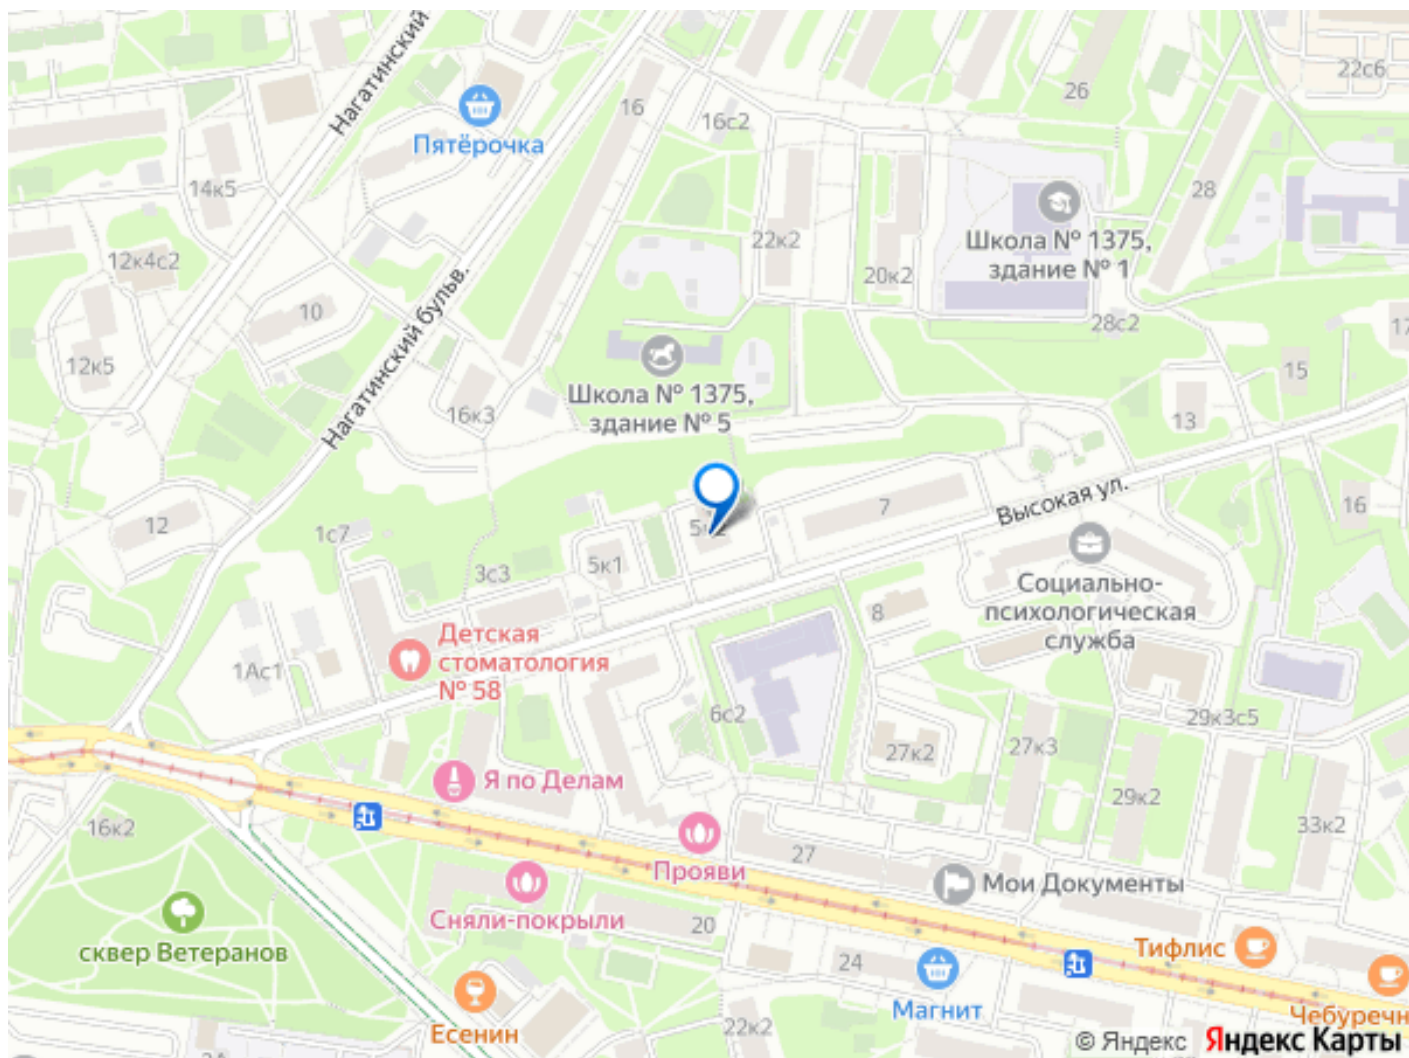 Нагатинский
22с6
26
16
16с2
Пятёрочка
14к5
28
Школа № 1375,
здание № 1
22к2
12к4с2
20к2
10
Нагатинский бульв.
28с2
17
12к5
15
Школа № 1375,
здание № 5
16к3
13
Высокая ул.
7
16
12
1с7
5к1
3с3
Социально-
психологическая
служба
8
Детская
стоматология
№ 58
1Ас1
6с2
29к3с5
27к2
27к3
Я по Делам
29к2
16к2
33к2
27
Прояви
Мои Документы
Сняли-покрыли
20
сквер Ветеранов
Тифлис
24
Магнит
Есенин
22к2
Чебуречн
© Яндекс
Яндекс Карты